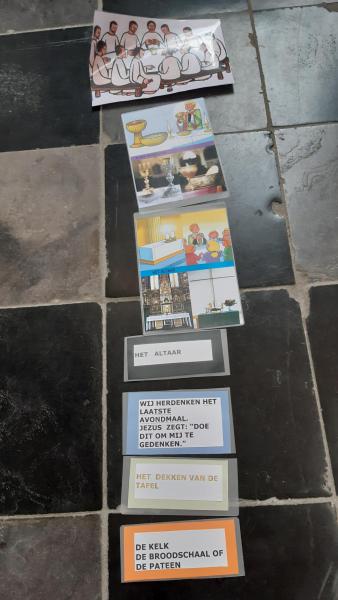 HET ALTAAR
WIJ HERDENKEN HET
LAATSTE
AVONDMAAL.
JEZUS ZEGT: "DOE
DIT OM MIJ TE
GEDENKEN."
HET DEKKEN VAN DE
TAFEL
DE KELK
DE BROODSCHAAL OF
DE PATEEN